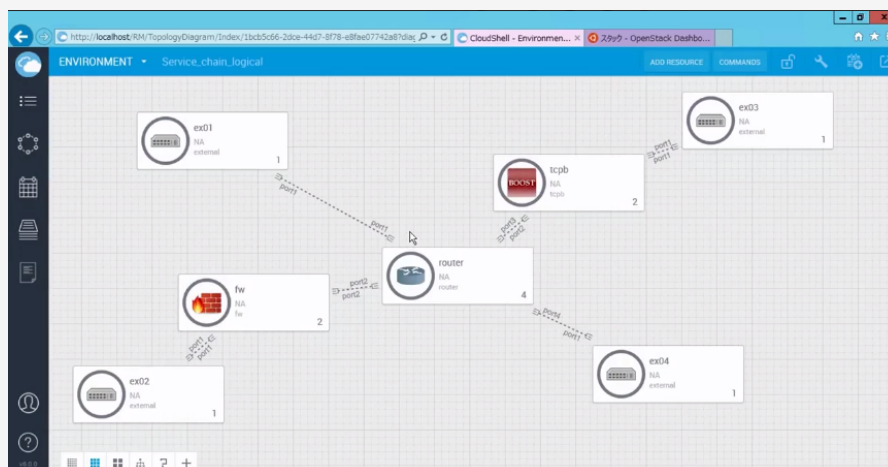 http://localhost/RM/TopologyDiagram/Index/1bcb5c66-2dce-44d7-8f78-e8fae07742a8?diag
CloudShell - Environmen...
スタック - OpenStack Dashbo...
ENVIRONMENT
Service_chain_logical
ADD RESOURCE
COMMANDS
ex01
NA
external
1
ex03
NA
external
1
tcpb
NA
tcpb
2
BOOST
port1
port1
port1
port1
port3
port2
router
NA
router
4
fw
NA
fw
2
port2
port2
port4
port1
port1
port1
ex04
NA
external
1
ex02
NA
external
1